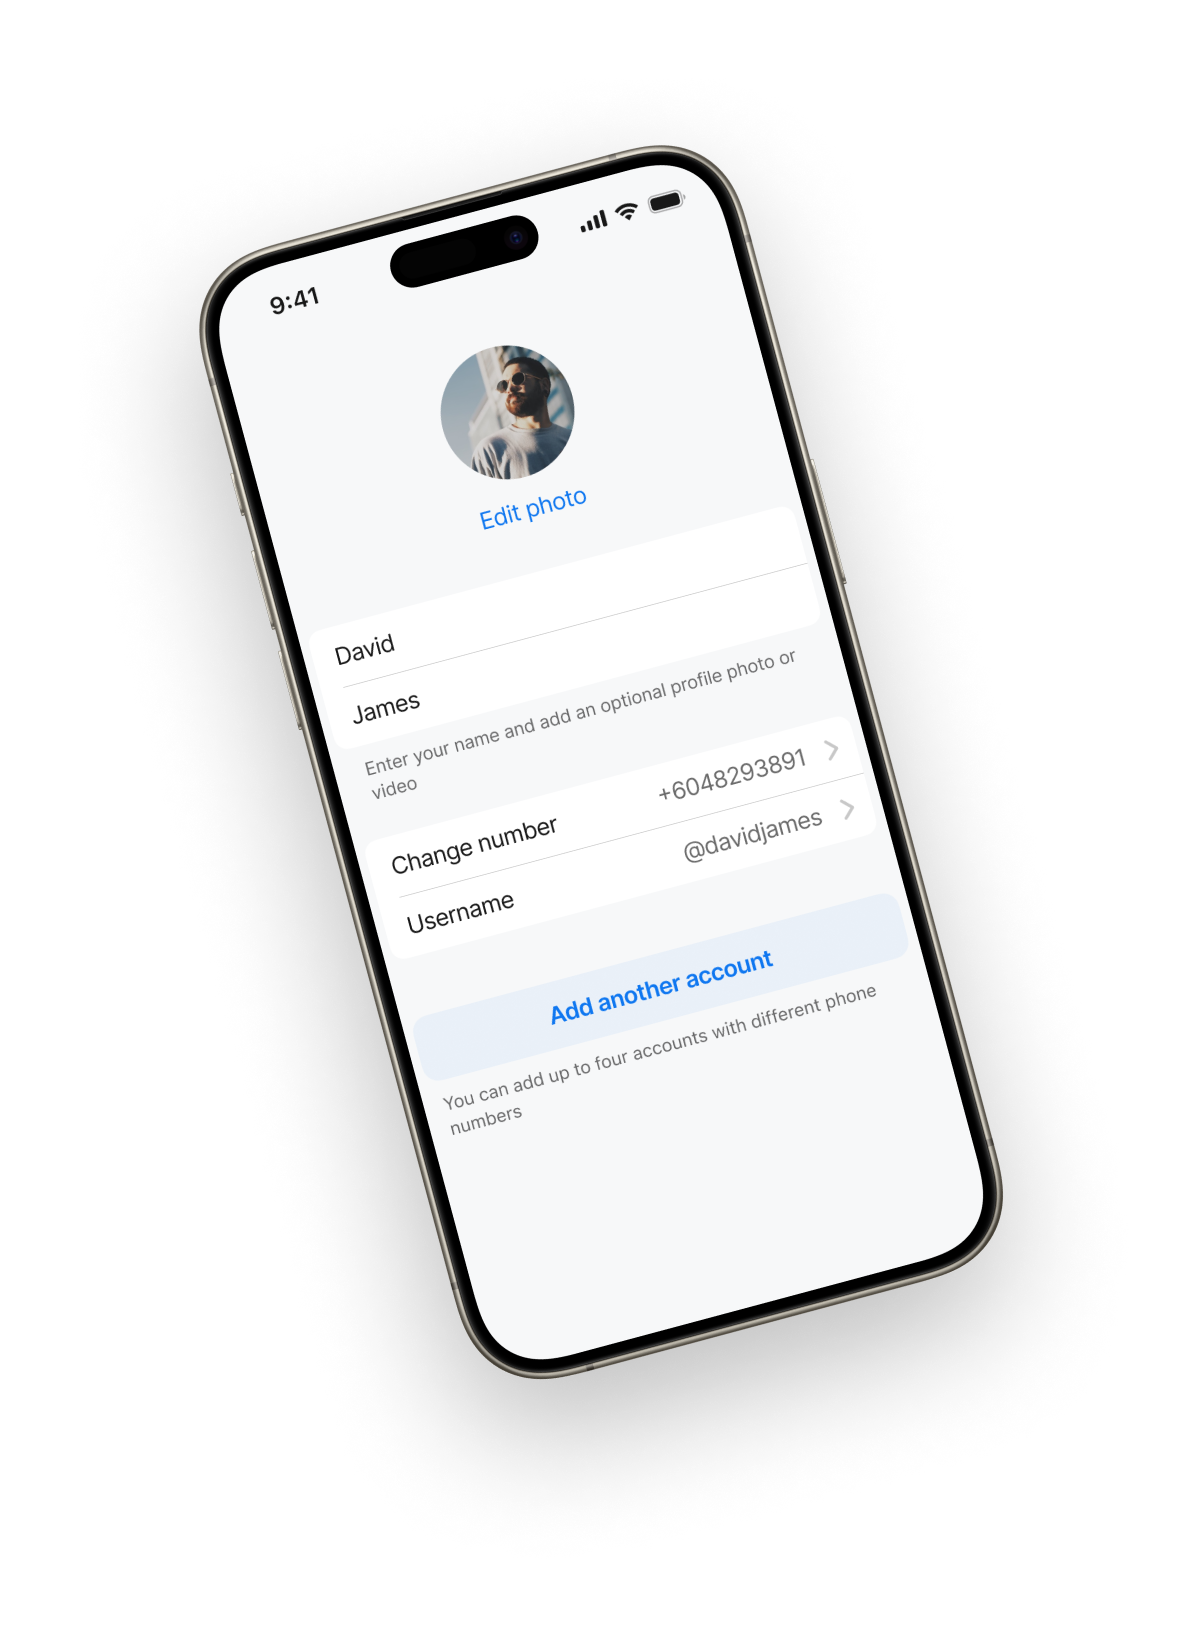 9:41
Edit photo
David
James
Enter your name and add an optional profile photo or
video
Change number +6048293891
Username @davidjames
Add another account
You can add up to four accounts with different phone
numbers